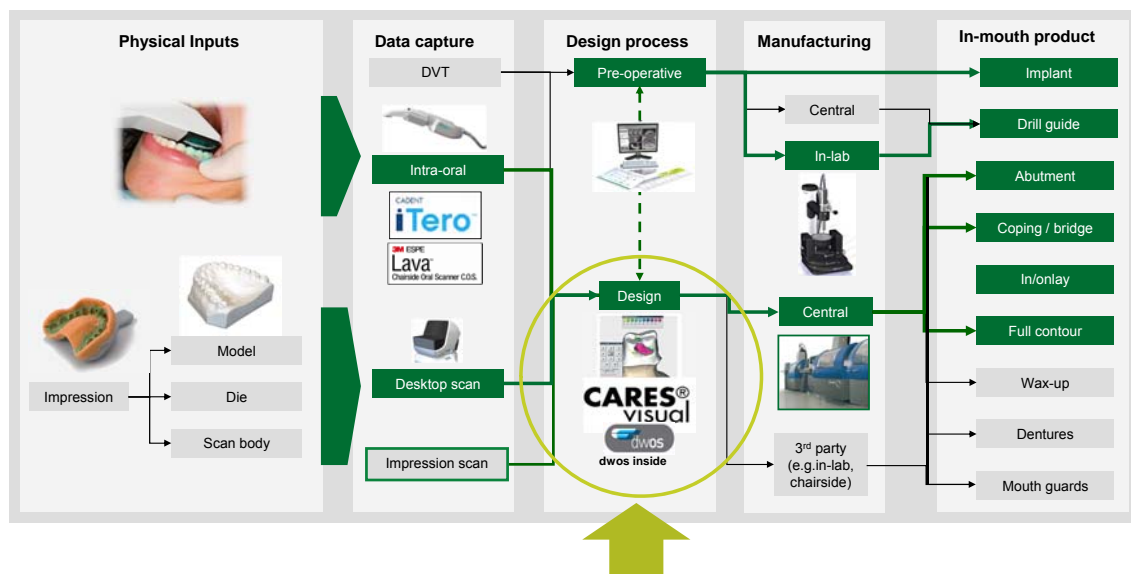 Physical Inputs
Data capture
Design process
Manufacturing
In-mouth product
DVT
Pre-operative
Implant
Central
Drill guide
In-lab
Intra-oral
Abutment
CADENT
iTero™
Coping / bridge
3M ESPE
Lava™
Chairside Oral Scanner C.O.S.
In/onlay
Design
Central
Full contour
Model
Desktop scan
Wax-up
Impression
Die
CARES®
visual
Scan body
dwos
dwos inside
Dentures
Impression scan
3rd party
(e.g.in-lab,
chairside)
Mouth guards